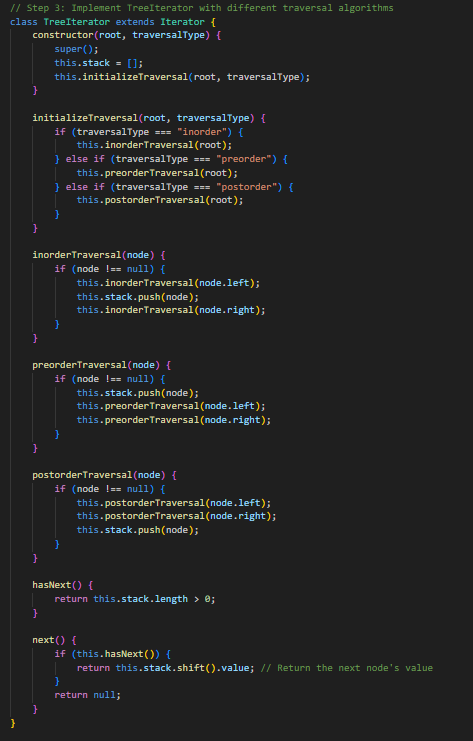 // Step 3: Implement TreeIterator with different traversal algorithms
class TreeIterator extends Iterator {
    constructor(root, traversalType) {
        super();
        this.stack = [];
        this.initializeTraversal(root, traversalType);
    }

    initializeTraversal(root, traversalType) {
        if (traversalType === "inorder") {
            this.inorderTraversal(root);
        } else if (traversalType === "preorder") {
            this.preorderTraversal(root);
        } else if (traversalType === "postorder") {
            this.postorderTraversal(root);
        }
    }

    inorderTraversal(node) {
        if (node !== null) {
            this.inorderTraversal(node.left);
            this.stack.push(node);
            this.inorderTraversal(node.right);
        }
    }

    preorderTraversal(node) {
        if (node !== null) {
            this.stack.push(node);
            this.preorderTraversal(node.left);
            this.preorderTraversal(node.right);
        }
    }

    postorderTraversal(node) {
        if (node !== null) {
            this.postorderTraversal(node.left);
            this.postorderTraversal(node.right);
            this.stack.push(node);
        }
    }

    hasNext() {
        return this.stack.length > 0;
    }

    next() {
        if (this.hasNext()) {
            return this.stack.shift().value; // Return the next node's value
        }
        return null;
    }
}